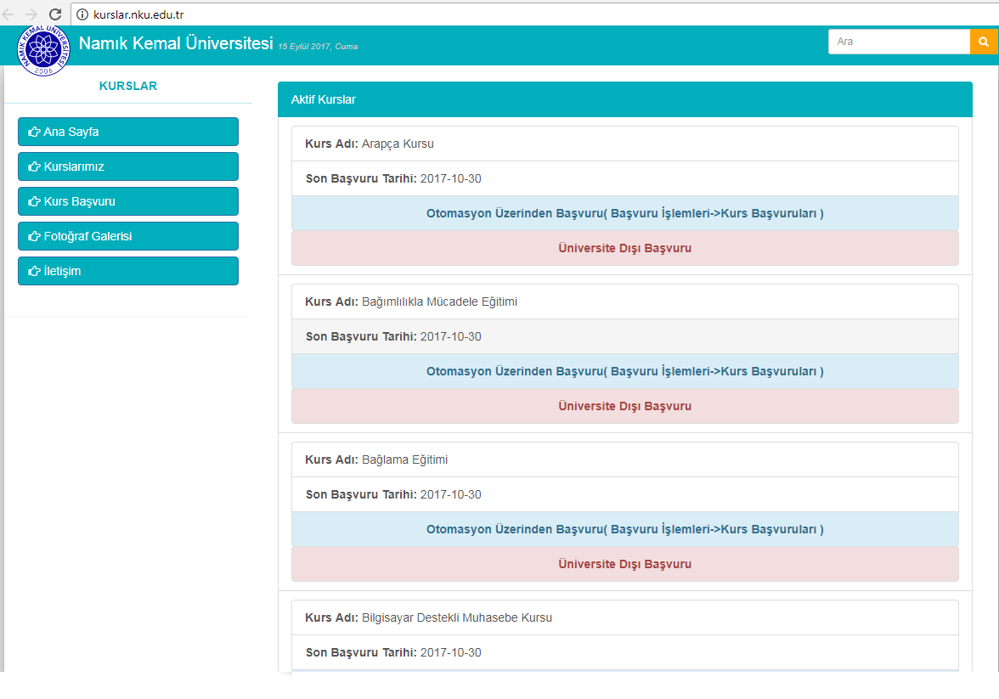 kurslar.nku.edu.tr
NAMIK KEMAL ÜNİVERSİTESİ
2006
Namık Kemal Üniversitesi 15 Eylül 2017, Cuma
Ara
KURSLAR
Ana Sayfa
Kurslarımız
Kurs Başvuru
Fotoğraf Galerisi
İletişim
Aktif Kurslar
Kurs Adı: Arapça Kursu
Son Başvuru Tarihi: 2017-10-30
Otomasyon Üzerinden Başvuru( Başvuru İşlemleri->Kurs Başvuruları )
Üniversite Dışı Başvuru
Kurs Adı: Bağımlılıkla Mücadele Eğitimi
Son Başvuru Tarihi: 2017-10-30
Otomasyon Üzerinden Başvuru( Başvuru İşlemleri->Kurs Başvuruları )
Üniversite Dışı Başvuru
Kurs Adı: Bağlama Eğitimi
Son Başvuru Tarihi: 2017-10-30
Otomasyon Üzerinden Başvuru( Başvuru İşlemleri->Kurs Başvuruları )
Üniversite Dışı Başvuru
Kurs Adı: Bilgisayar Destekli Muhasebe Kursu
Son Başvuru Tarihi: 2017-10-30